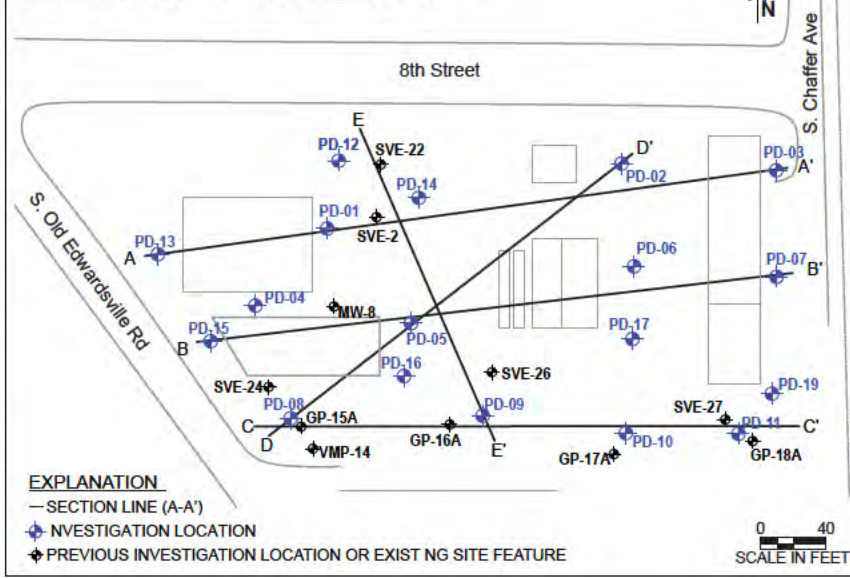 N
S. Chaffer Ave
8th Street
E
PD-12
SVE-22
D'
PD-02
PD-03
A'
PD-14
PD-01
SVE-2
PD-13
A
S. Old Edwardsville Rd
PD-06
PD-07
B'
PD-04
MW-8
PD-15
B
PD-05
PD-17
PD-16
SVE-26
SVE-24
PD-19
PD-08
GP-15A
PD-09
SVE-27
C
D
GP-16A
E'
PD-10
PD-11
C'
VMP-14
GP-17A
GP-18A
EXPLANATION
SECTION LINE (A-A')
NVESTIGATION LOCATION
PREVIOUS INVESTIGATION LOCATION OR EXIST NG SITE FEATURE
0 40
SCALE IN FEET